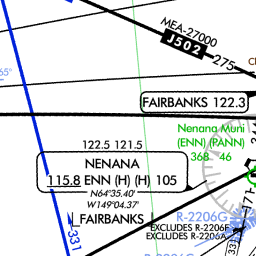 MEA-27000
J502
275
65°
FAIRBANKS 122.3
Nenana Muni
(ENN) (PANN)
368 46
122.5 121.5
NENANA
115.8 ENN (H) (H) 105
N64°35.40'
W149°04.37'
FAIRBANKS
331
171
R-2206G
EXCLUDES R-2206F
EXCLUDES R-2206A